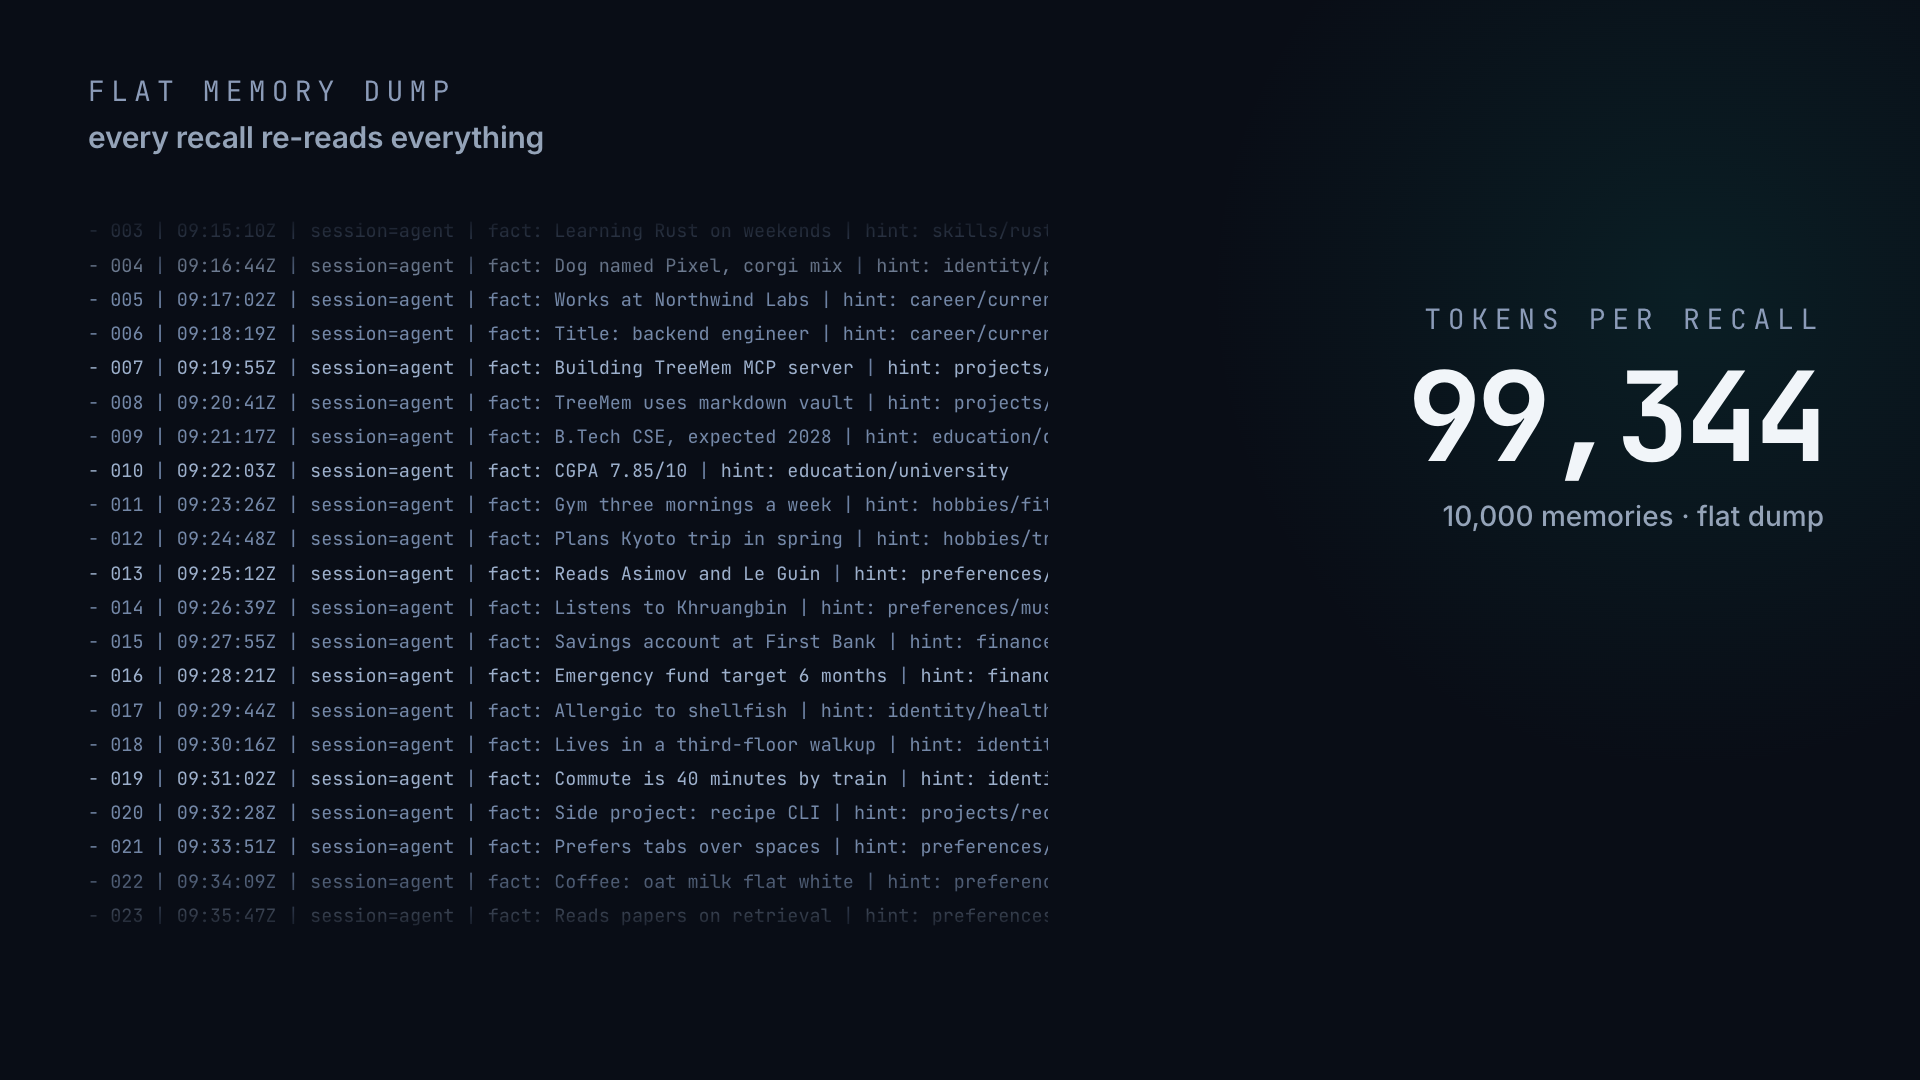 FLAT MEMORY DUMP
every recall re-reads everything
- 003 | 09:15:10Z | session=agent | fact: Learning Rust on weekends | hint: skills/rust
- 004 | 09:16:44Z | session=agent | fact: Dog named Pixel, corgi mix | hint: identity/p
- 005 | 09:17:02Z | session=agent | fact: Works at Northwind Labs | hint: career/curren
- 006 | 09:18:19Z | session=agent | fact: Title: backend engineer | hint: career/curren
- 007 | 09:19:55Z | session=agent | fact: Building TreeMem MCP server | hint: projects/
- 008 | 09:20:41Z | session=agent | fact: TreeMem uses markdown vault | hint: projects/
- 009 | 09:21:17Z | session=agent | fact: B.Tech CSE, expected 2028 | hint: education/
- 010 | 09:22:03Z | session=agent | fact: CGPA 7.85/10 | hint: education/university
- 011 | 09:23:26Z | session=agent | fact: Gym three mornings a week | hint: hobbies/fit
- 012 | 09:24:48Z | session=agent | fact: Plans Kyoto trip in spring | hint: hobbies/tr
- 013 | 09:25:12Z | session=agent | fact: Reads Asimov and Le Guin | hint: preferences/
- 014 | 09:26:39Z | session=agent | fact: Listens to Khruangbin | hint: preferences/mus
- 015 | 09:27:55Z | session=agent | fact: Savings account at First Bank | hint: finance
- 016 | 09:28:21Z | session=agent | fact: Emergency fund target 6 months | hint: financ
- 017 | 09:29:44Z | session=agent | fact: Allergic to shellfish | hint: identity/health
- 018 | 09:30:16Z | session=agent | fact: Lives in a third-floor walkup | hint: identit
- 019 | 09:31:02Z | session=agent | fact: Commute is 40 minutes by train | hint: identi
- 020 | 09:32:28Z | session=agent | fact: Side project: recipe CLI | hint: projects/rec
- 021 | 09:33:51Z | session=agent | fact: Prefers tabs over spaces | hint: preferences/
- 022 | 09:34:09Z | session=agent | fact: Coffee: oat milk flat white | hint: preferenc
- 023 | 09:35:47Z | session=agent | fact: Reads papers on retrieval | hint: preferences
TOKENS PER RECALL
99,344
10,000 memories · flat dump